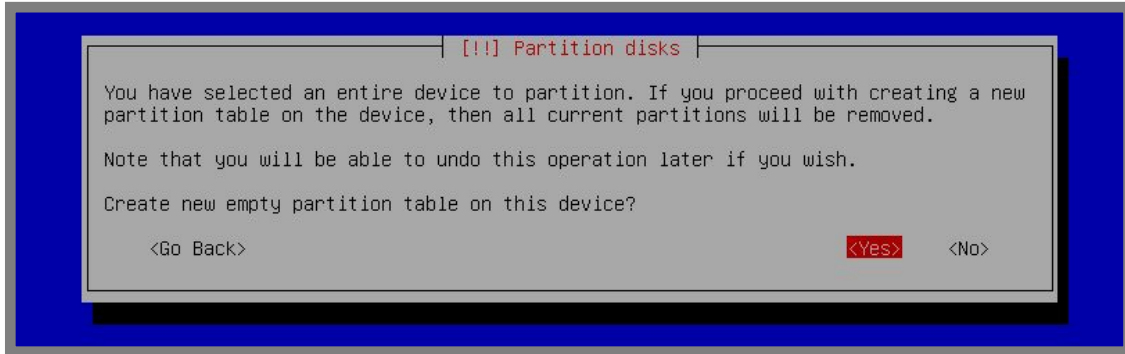 [!!] Partition disks
You have selected an entire device to partition. If you proceed with creating a new
partition table on the device, then all current partitions will be removed.
Note that you will be able to undo this operation later if you wish.
Create new empty partition table on this device?
<Go Back> <Yes> <No>